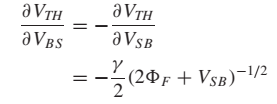 ∂V_TH / ∂V_BS = − ∂V_TH / ∂V_SB
= − γ/2 (2Φ_F + V_SB)^−1/2